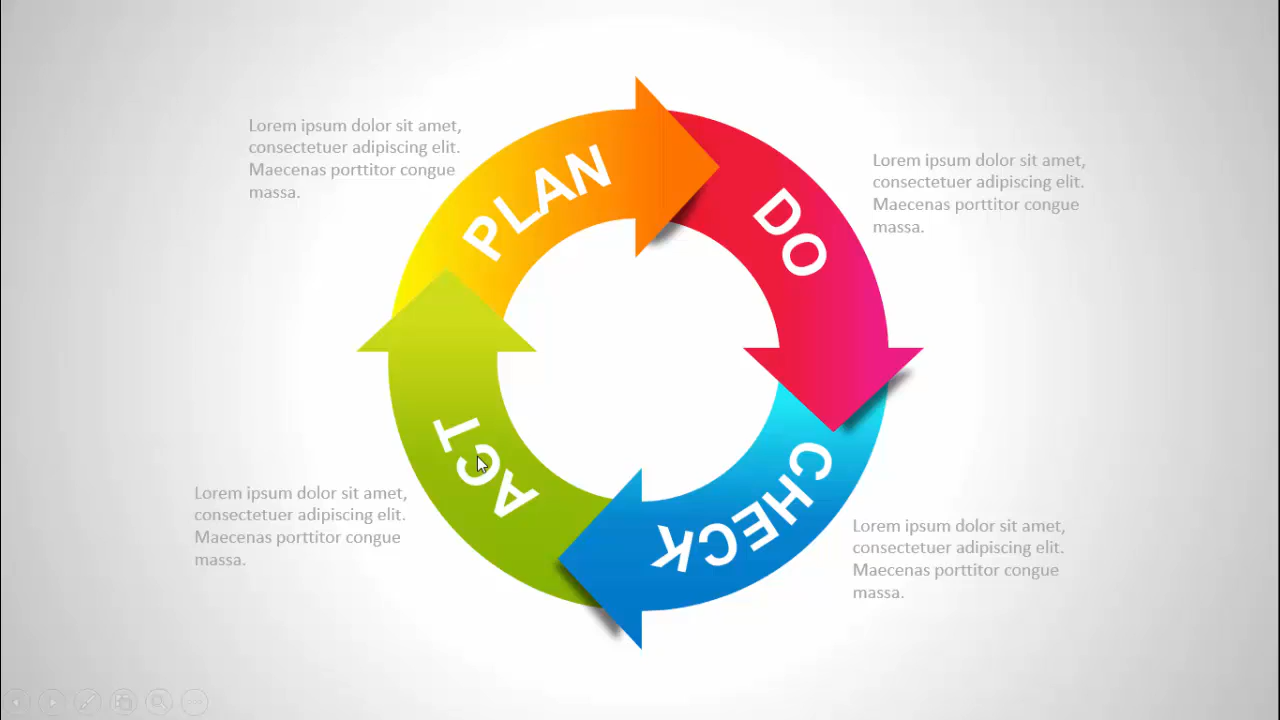 Lorem ipsum dolor sit amet,
consectetuer adipiscing elit.
Maecenas porttitor congue
massa.
PLAN
DO
Lorem ipsum dolor sit amet,
consectetuer adipiscing elit.
Maecenas porttitor congue
massa.
CHECK
Lorem ipsum dolor sit amet,
consectetuer adipiscing elit.
Maecenas porttitor congue
massa.
ACT
Lorem ipsum dolor sit amet,
consectetuer adipiscing elit.
Maecenas porttitor congue
massa.